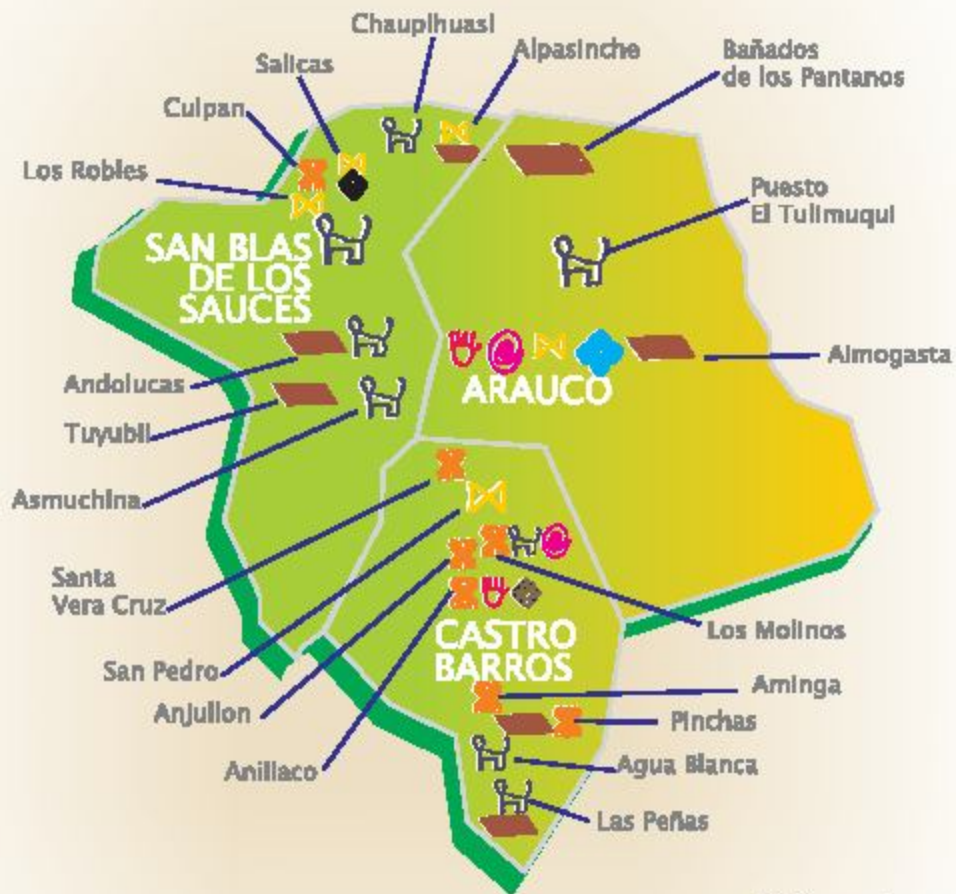 Chaupihuasi
Alpasinche
Bañados
de los Pantanos
Salicas
Culpan
Los Robles
Puesto
El Tulimuqui
SAN BLAS
DE LOS
SAUCES
Aimogasta
Andolucas
ARAUCO
Tuyubil
Asmuchina
Santa
Vera Cruz
Los Molinos
CASTRO
BARROS
San Pedro
Aminga
Anjullon
Pinchas
Anillaco
Agua Blanca
Las Peñas